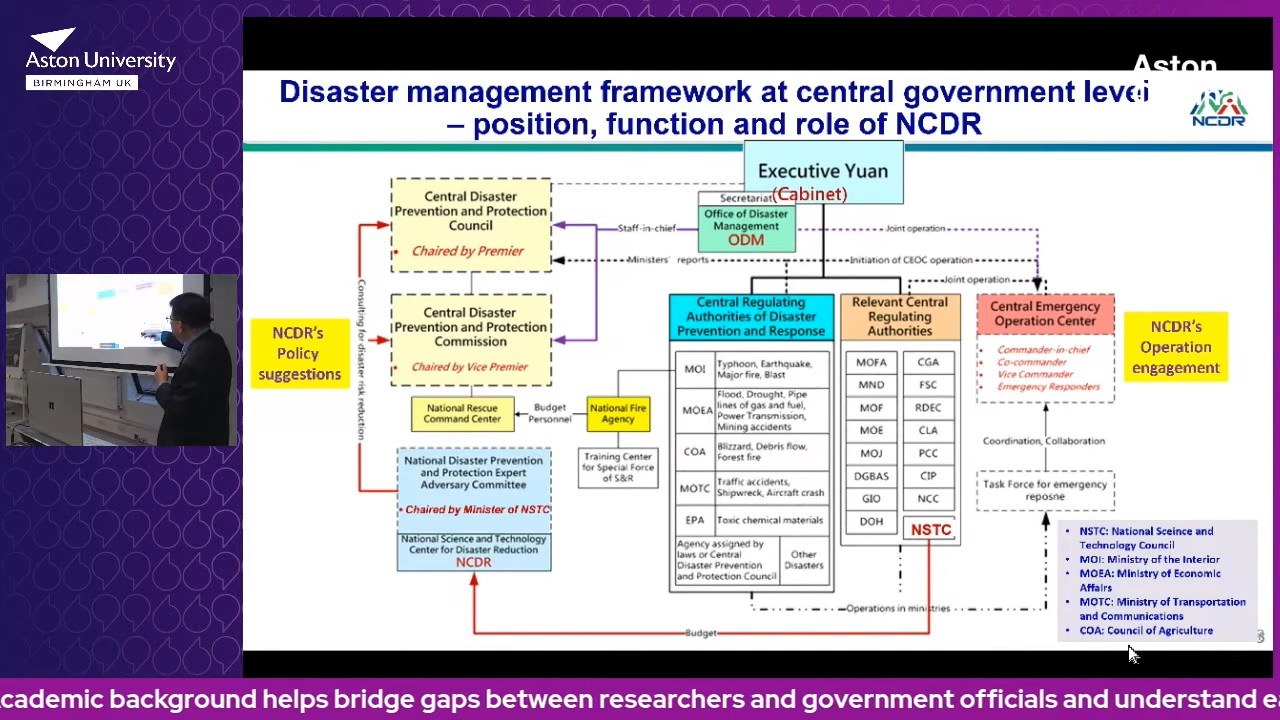 Aston University
BIRMINGHAM UK
Aston
Disaster management framework at central government level
– position, function and role of NCDR
NCDR
Executive Yuan
(Cabinet)
Secretariat
Office of Disaster
Management
ODM
Central Disaster
Prevention and Protection
Council
• Chaired by Premier
Staff-in-chief
Joint operation
Ministers' reports
Initiation of CEOC operation
Joint operation
Consulting for disaster risk reduction
NCDR's
Policy
suggestions
Central Disaster
Prevention and Protection
Commission
• Chaired by Vice Premier
National Rescue
Command Center
Budget
Personnel
National Fire
Agency
Training Center
for Special Force
of S&R
National Disaster Prevention
and Protection Expert
Adversary Committee
• Chaired by Minister of NSTC
National Science and Technology
Center for Disaster Reduction
NCDR
Central Regulating
Authorities of Disaster
Prevention and Response
MOI
Typhoon, Earthquake,
Major fire, Blast
MOEA
Flood, Drought, Pipe
lines of gas and fuel,
Power Transmission,
Mining accidents
COA
Blizzard, Debris flow,
Forest fire
MOTC
Traffic accidents,
Shipwreck, Aircraft crash
EPA
Toxic chemical materials
Agency assigned by
laws or Central
Disaster Prevention
and Protection Council
Other
Disasters
Relevant Central
Regulating
Authorities
MOFA CGA
MND FSC
MOF RDEC
MOE CLA
MOJ PCC
DGBAS CIP
GIO NCC
DOH NSTC
Central Emergency
Operation Center
• Commander-in-chief
• Co-commander
• Vice Commander
• Emergency Responders
NCDR's
Operation
engagement
Coordination, Collaboration
Task Force for emergency
reposne
Operations in ministries
Budget
• NSTC: National Sceince and
Technology Council
• MOI: Ministry of the Interior
• MOEA: Ministry of Economic
Affairs
• MOTC: Ministry of Transportation
and Communications
• COA: Council of Agriculture
cademic background helps bridge gaps between researchers and government officials and understand ea